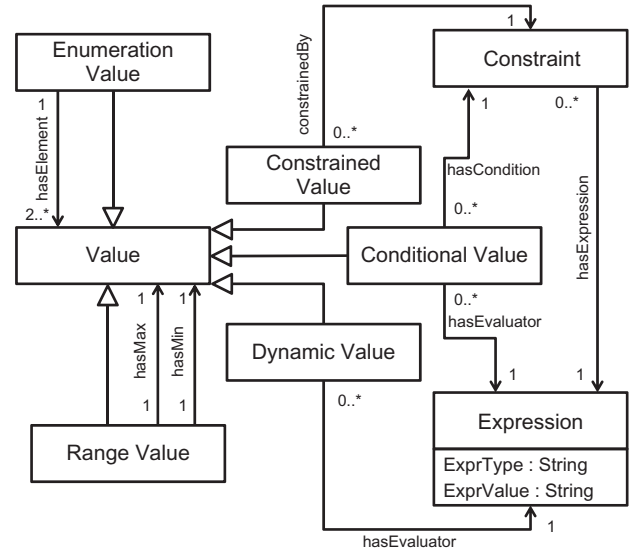 Enumeration
Value
1
constrainedBy
1
Constraint
1
hasElement
2..*
0..*
Constrained
Value
1
0..*
hasCondition
0..*
hasExpression
Value
Conditional Value
1
1
hasMax
hasMin
1
1
0..*
hasEvaluator
Dynamic Value
0..*
1
1
Range Value
Expression
ExprType : String
ExprValue : String
1
hasEvaluator